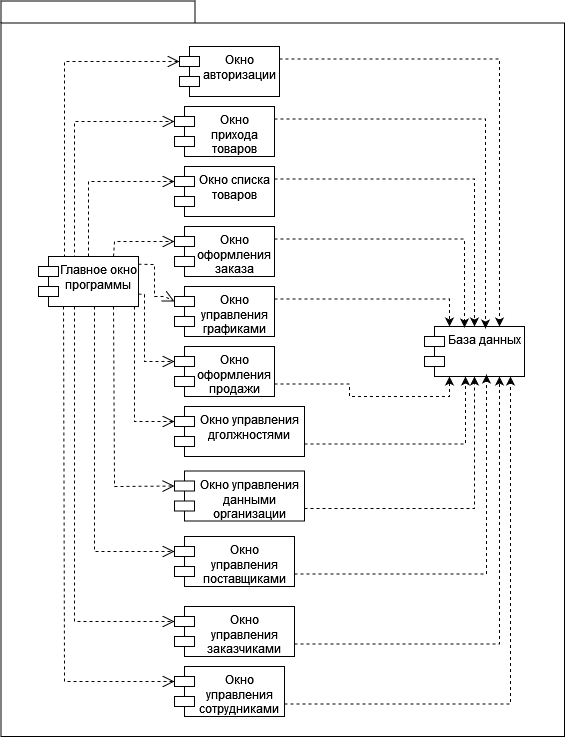 Окно
авторизации
Окно
прихода
товаров
Окно списка
товаров
Окно
оформления
заказа
Главное окно
программы
Окно
управления
графиками
База данных
Окно
оформления
продажи
Окно управления
дголжностями
Окно управления
данными
организации
Окно
управления
поставщиками
Окно
управления
заказчиками
Окно
управления
сотрудниками